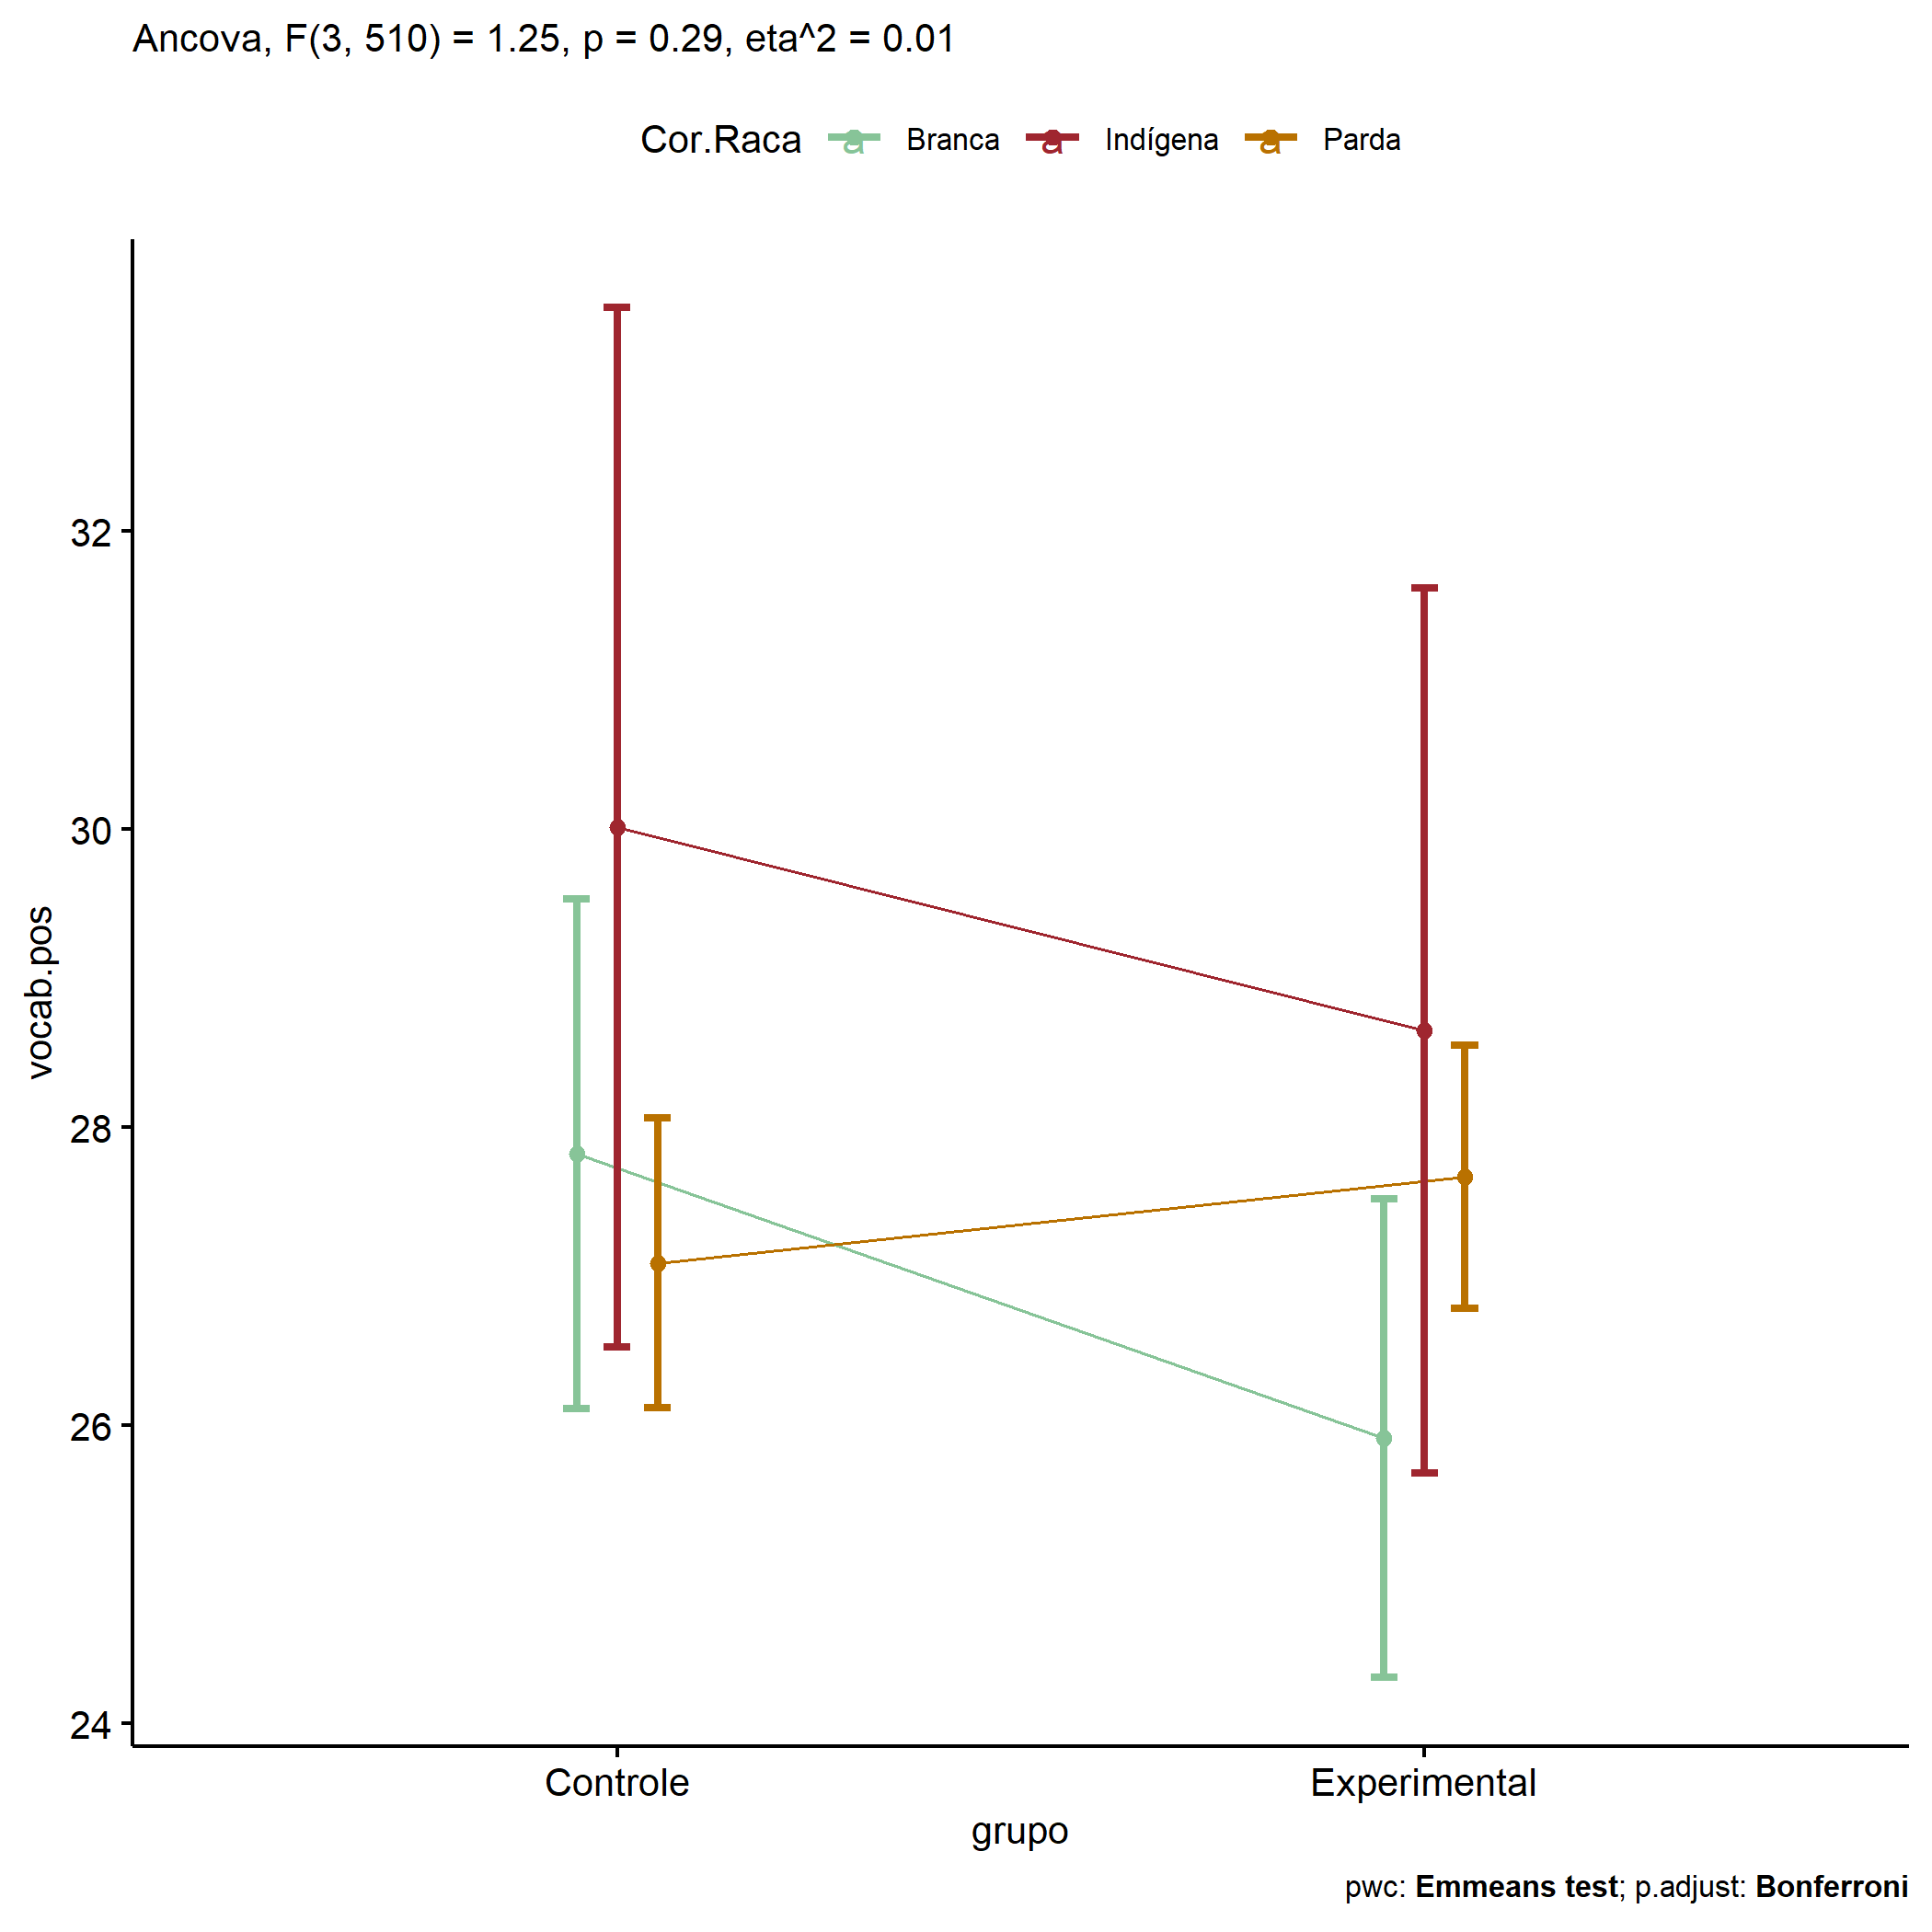 Ancova, F(3, 510) = 1.25, p = 0.29, eta^2 = 0.01
Cor.Raca a Branca a Indígena a Parda
32
30
28
26
24
vocab.pos
Controle Experimental
grupo
pwc: Emmeans test; p.adjust: Bonferroni